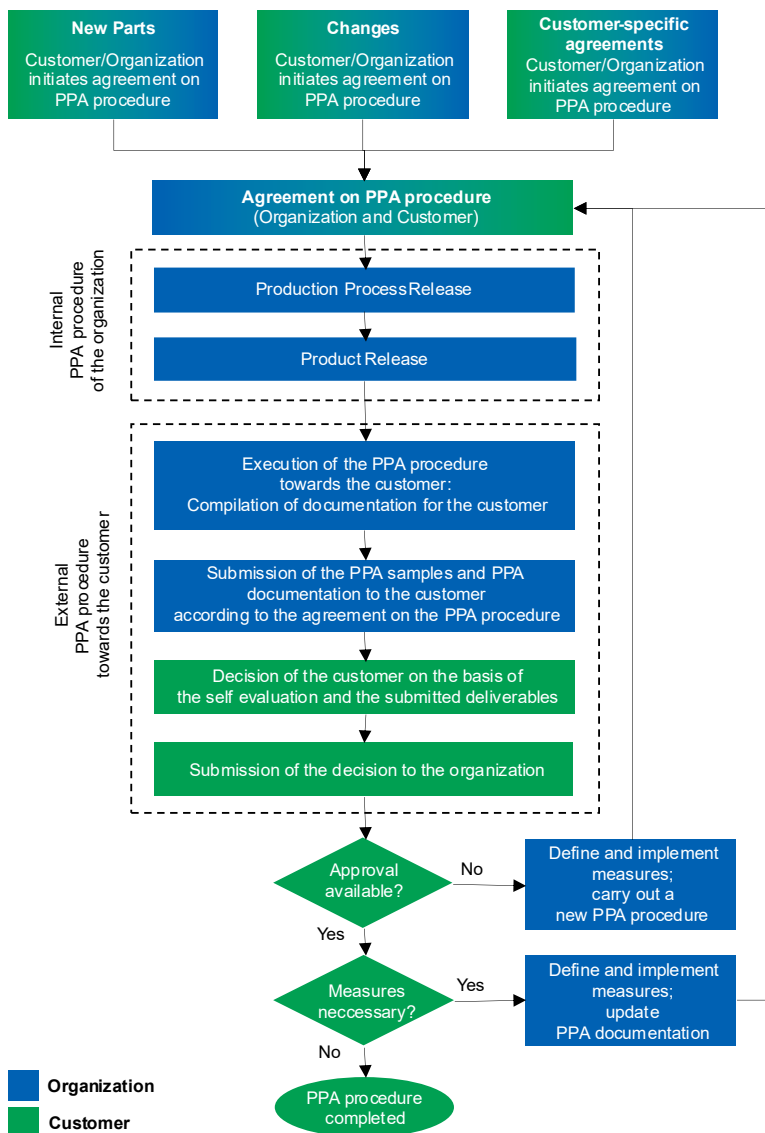 New Parts
Customer/Organization
initiates agreement on
PPA procedure
Changes
Customer/Organization
initiates agreement on
PPA procedure
Customer-specific
agreements
Customer/Organization
initiates agreement on
PPA procedure
Agreement on PPA procedure
(Organization and Customer)
Internal
PPA procedure
of the organization
Production Process Release
Product Release
External
PPA procedure
towards the customer
Execution of the PPA procedure
towards the customer:
Compilation of documentation for the customer
Submission of the PPA samples and PPA
documentation to the customer
according to the agreement on the PPA procedure
Decision of the customer on the basis of
the self evaluation and the submitted deliverables
Submission of the decision to the organization
Approval
available?
No
Define and implement
measures;
carry out a
new PPA procedure
Yes
Measures
neccessary?
Yes
Define and implement
measures;
update
PPA documentation
No
PPA procedure
completed
Organization
Customer